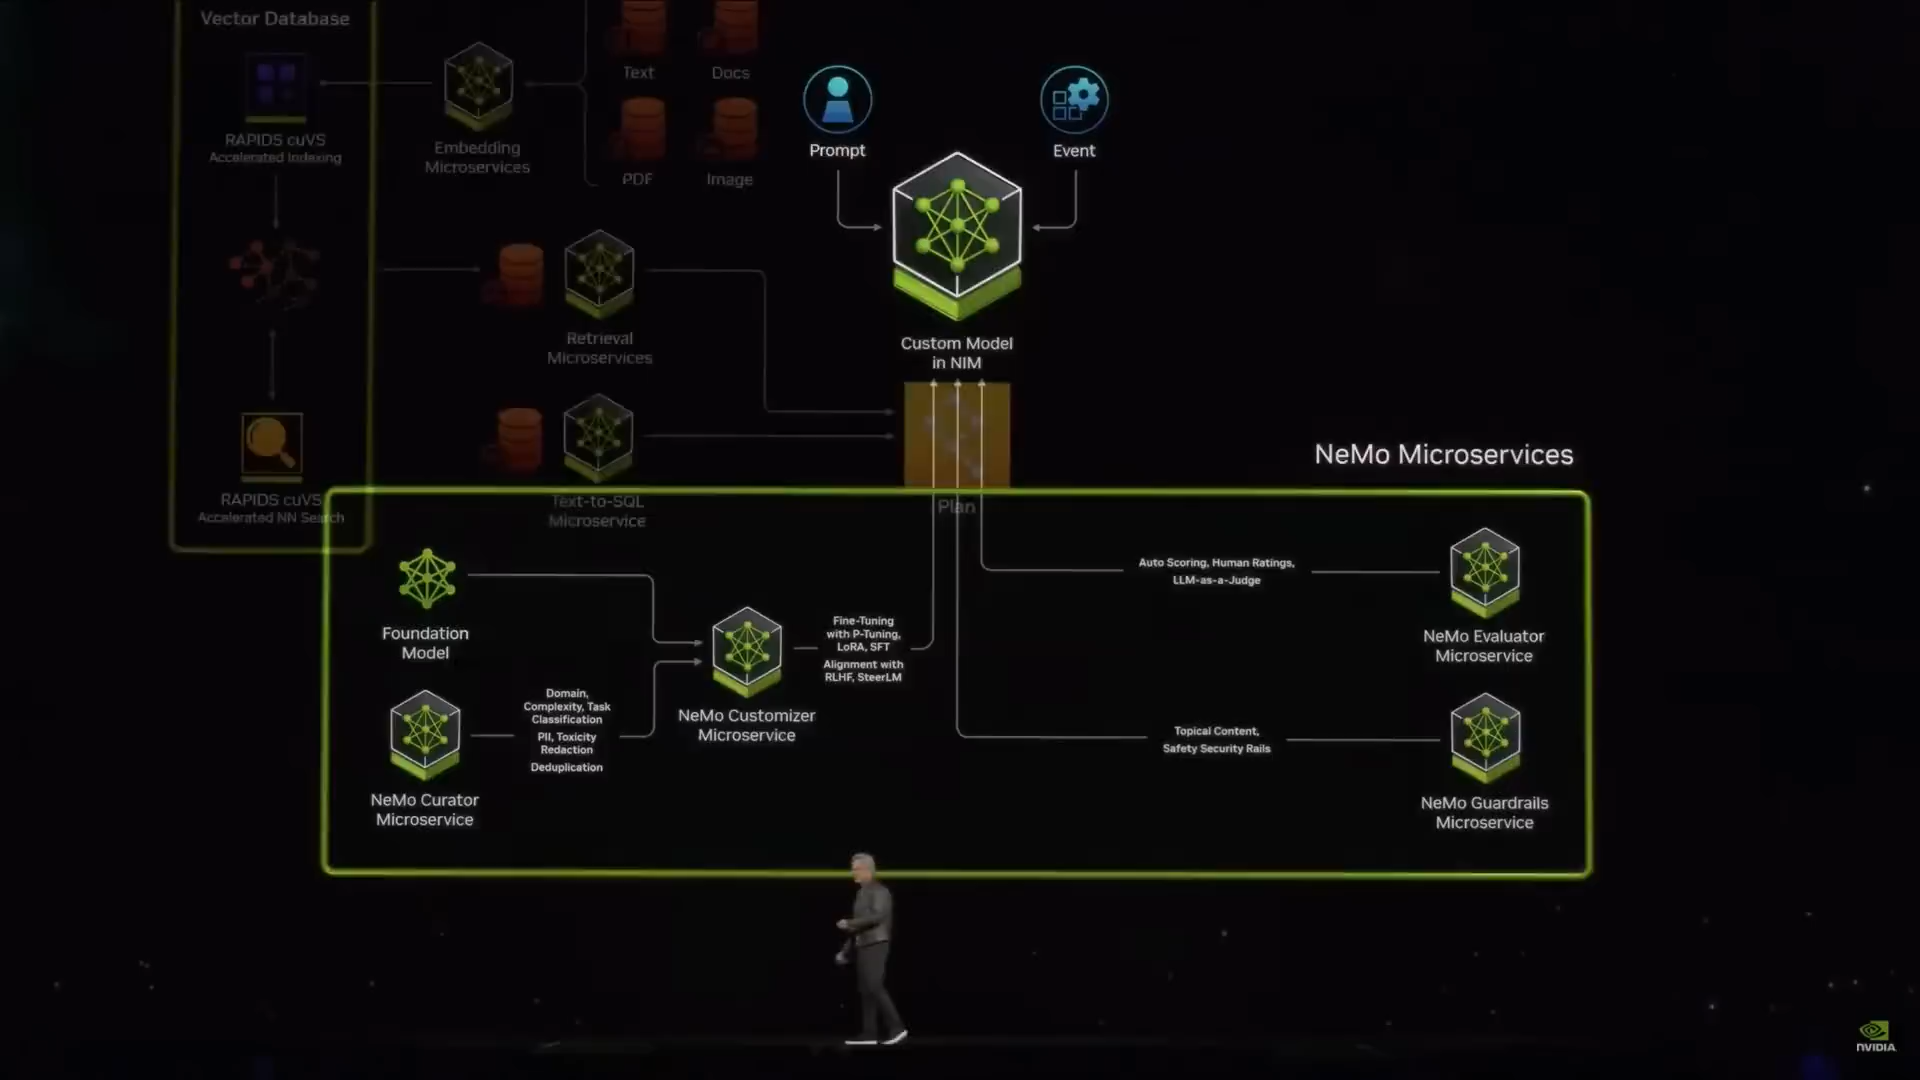 Vector Database
Text
Docs
RAPIDS cuVS
Accelerated Indexing
Embedding
Microservices
PDF
Image
Prompt
Event
Retrieval
Microservices
Custom Model
in NIM
NeMo Microservices
RAPIDS cuVS
Accelerated NN Search
Text-to-SQL
Microservice
Plan
Foundation
Model
Fine-Tuning
with P-Tuning,
LoRA, SFT
Alignment with
RLHF, SteerLM
Auto Scoring, Human Ratings,
LLM-as-a-Judge
NeMo Evaluator
Microservice
Domain,
Complexity, Task
Classification
PII, Toxicity
Redaction
Deduplication
NeMo Customizer
Microservice
Topical Content,
Safety Security Rails
NeMo Curator
Microservice
NeMo Guardrails
Microservice
NVIDIA